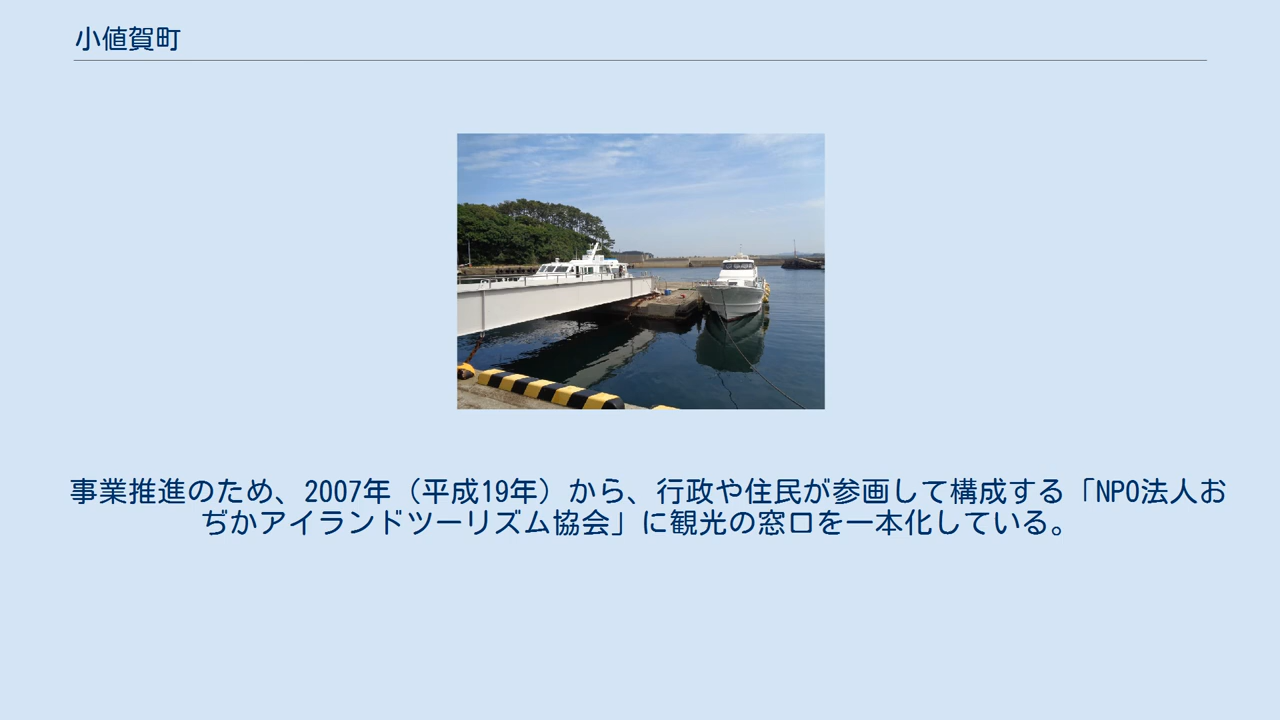 小値賀町
事業推進のため、2007年（平成19年）から、行政や住民が参画して構成する「NPO法人お
ぢかアイランドツーリズム協会」に観光の窓口を一本化している。